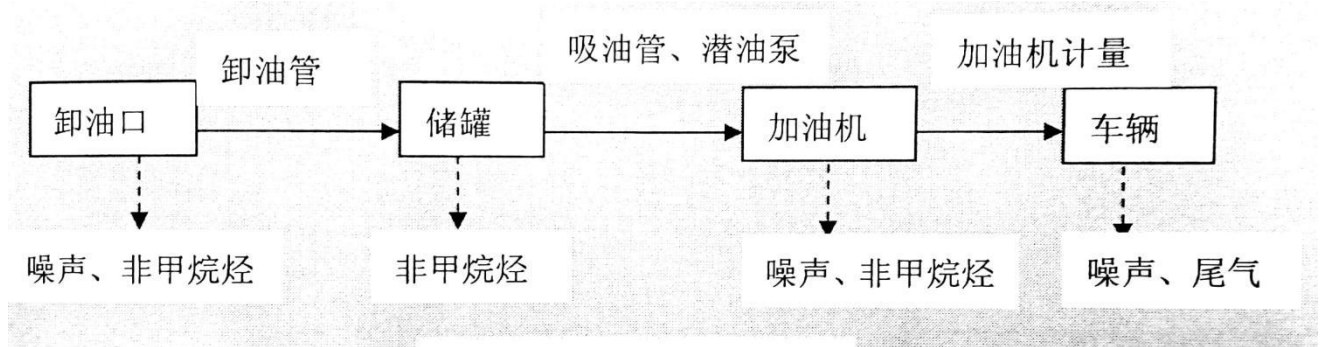 卸油管
吸油管、潜油泵
加油机计量
卸油口
储罐
加油机
车辆
噪声、非甲烷烃
非甲烷烃
噪声、非甲烷烃
噪声、尾气